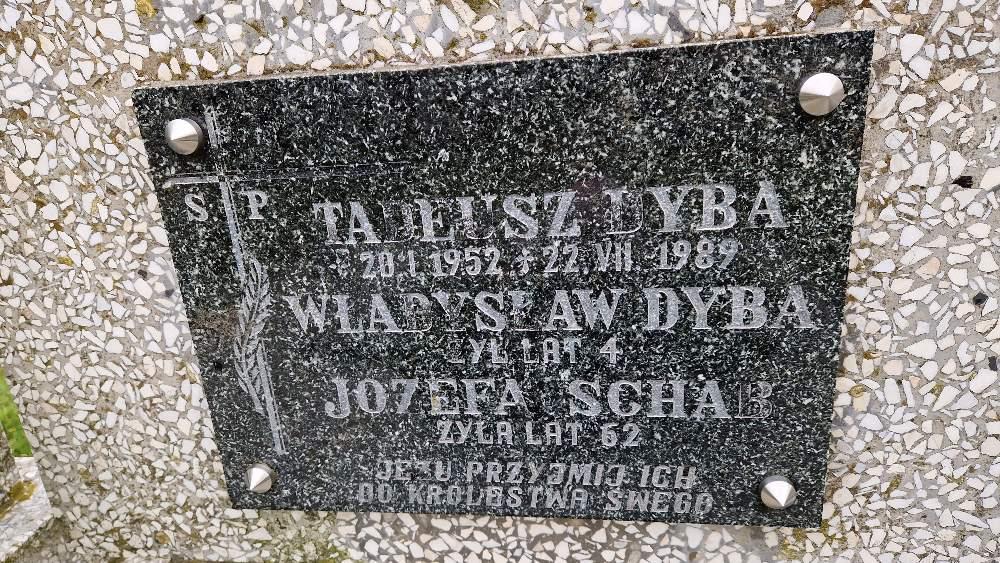 S P
TADEUSZ DYBA
* 20 I 1952 + 22. VII. 1989
WŁADYSŁAW DYBA
ŻYŁ LAT 4
JÓZEFA SCHAB
ŻYŁA LAT 62
JEZU PRZYJMIJ ICH
DO KRÓLESTWA SWEGO